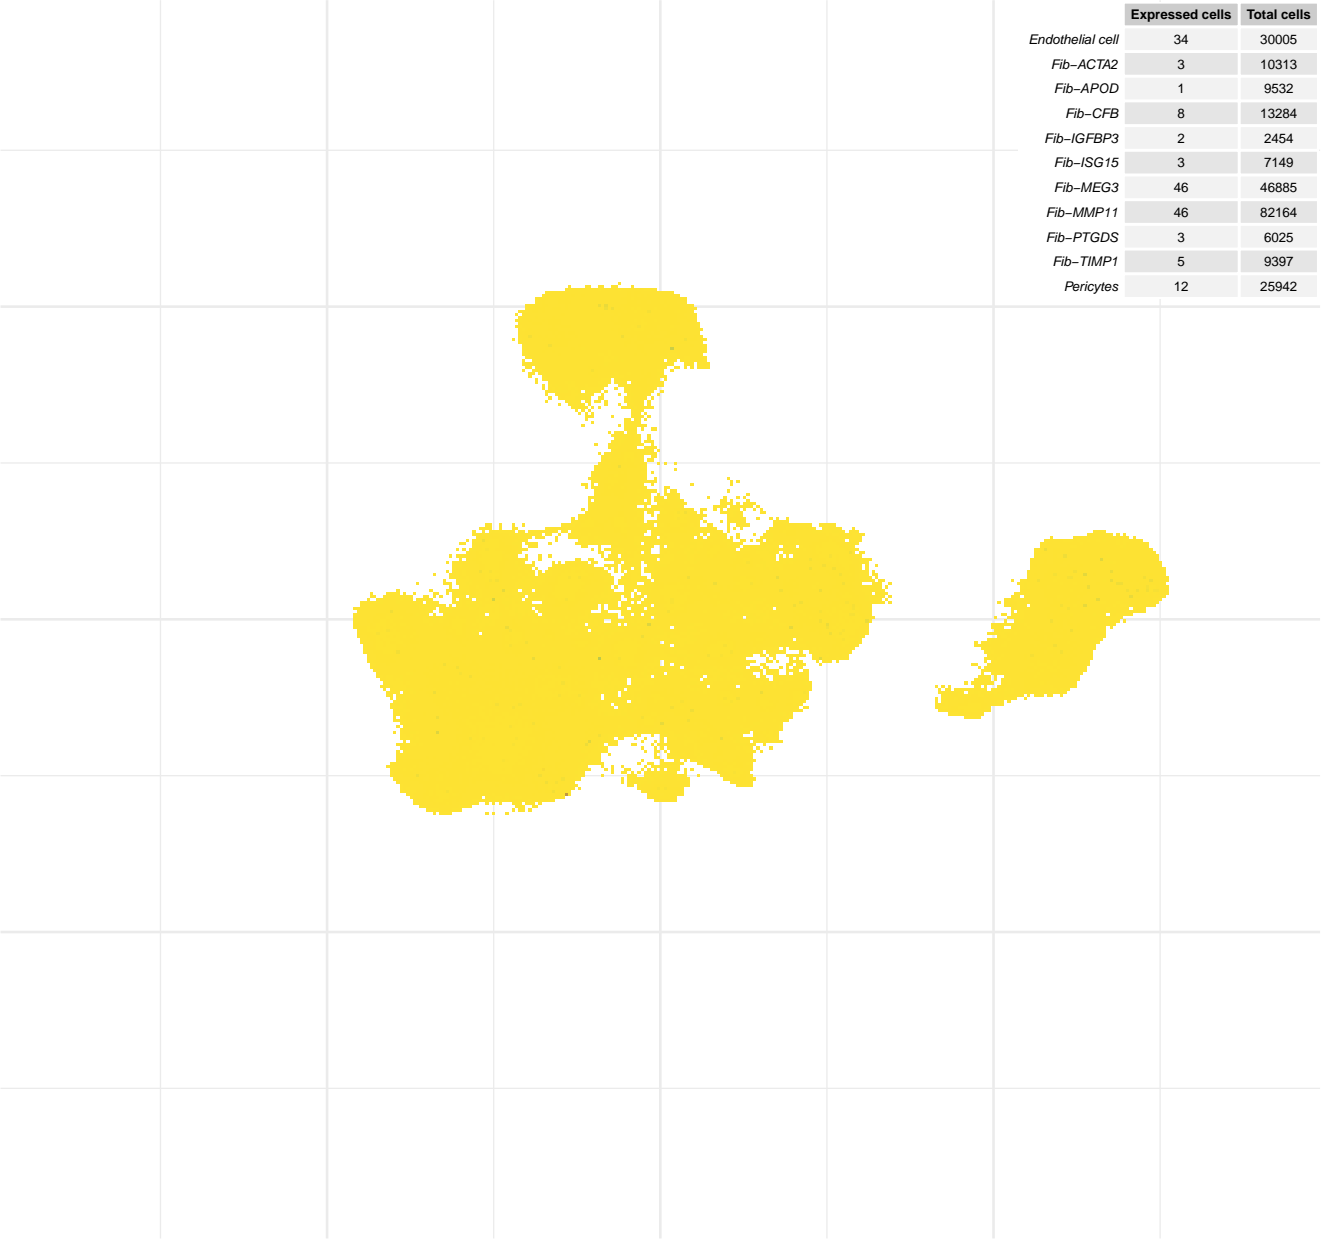 Expressed cells Total cells
Endothelial cell 34 30005
Fib−ACTA2 3 10313
Fib−APOD 1 9532
Fib−CFB 8 13284
Fib−IGFBP3 2 2454
Fib−ISG15 3 7149
Fib−MEG3 46 46885
Fib−MMP11 46 82164
Fib−PTGDS 3 6025
Fib−TIMP1 5 9397
Pericytes 12 25942